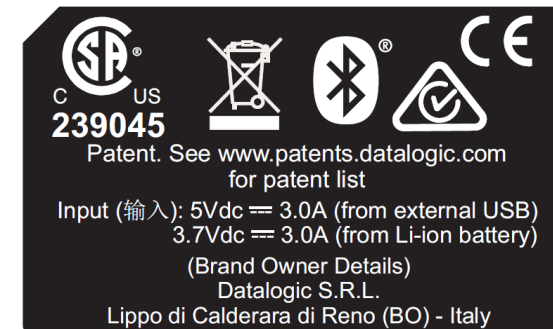 SA ®
C US
239045
®
CE
Patent. See www.patents.datalogic.com
for patent list
Input (输入): 5Vdc ⎓ 3.0A (from external USB)
3.7Vdc ⎓ 3.0A (from Li-ion battery)
(Brand Owner Details)
Datalogic S.R.L.
Lippo di Calderara di Reno (BO) - Italy